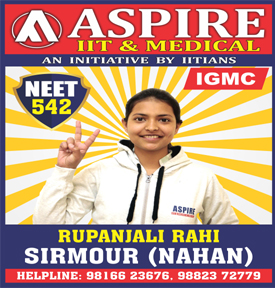 ASPIRE
IIT & MEDICAL
AN INITIATIVE BY IITIANS
IGMC
NEET
542
ASPIRE
RUPANJALI RAHI
SIRMOUR (NAHAN)
HELPLINE: 98166 23676, 98823 72779